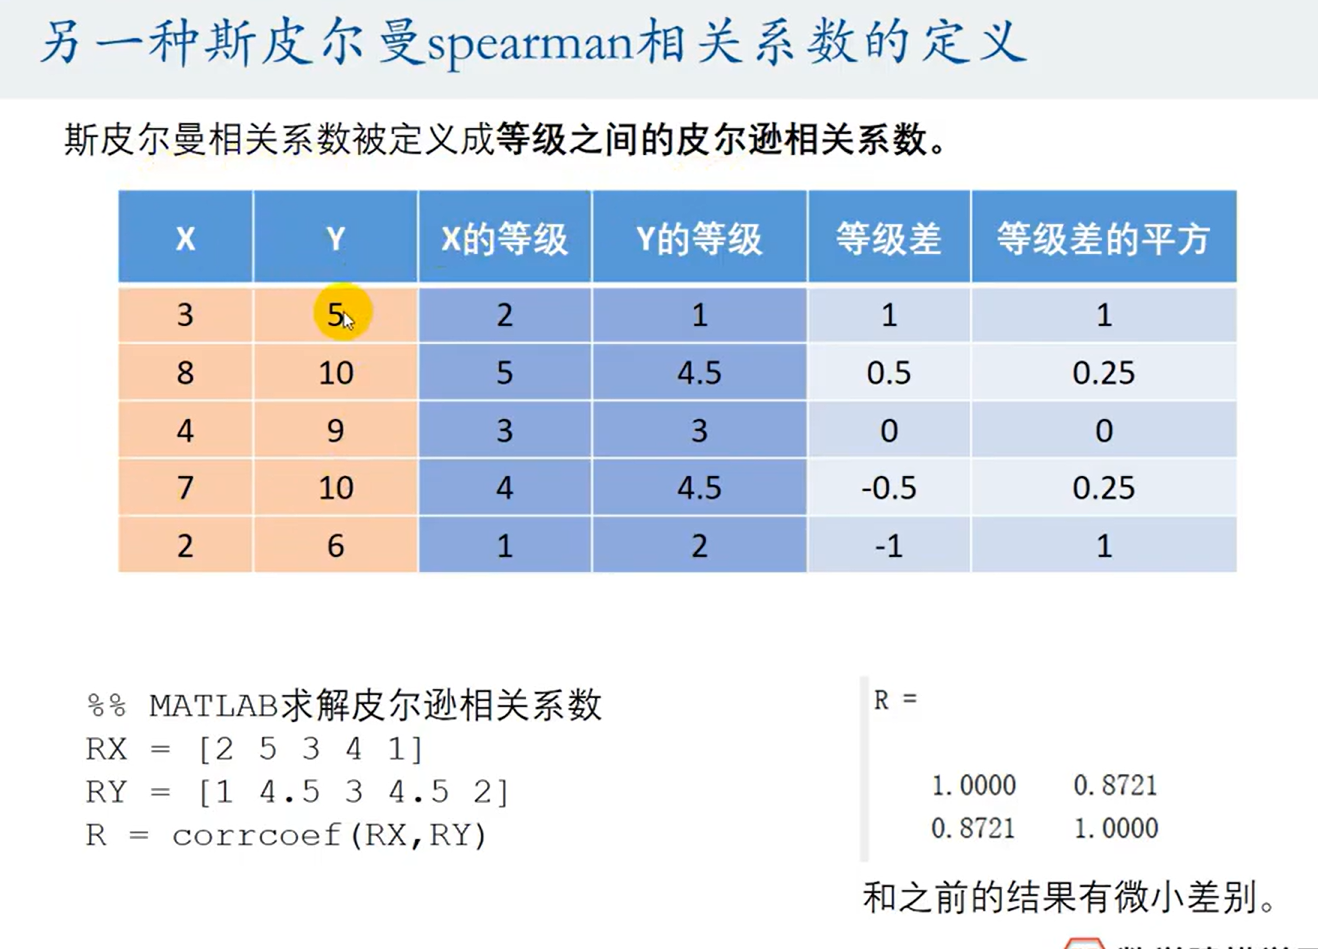 另一种斯皮尔曼spearman相关系数的定义
斯皮尔曼相关系数被定义成等级之间的皮尔逊相关系数。
X Y X的等级 Y的等级 等级差 等级差的平方
3 5 2 1 1 1
8 10 5 4.5 0.5 0.25
4 9 3 3 0 0
7 10 4 4.5 -0.5 0.25
2 6 1 2 -1 1
%% MATLAB求解皮尔逊相关系数
RX = [2 5 3 4 1]
RY = [1 4.5 3 4.5 2]
R = corrcoef(RX,RY)
R =
1.0000 0.8721
0.8721 1.0000
和之前的结果有微小差别。